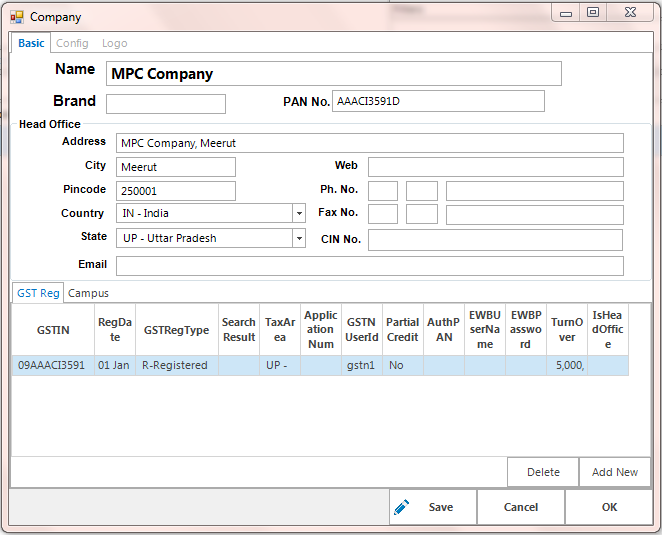 Company
Basic Config Logo
Name MPC Company
Brand PAN No. AAACI3591D
Head Office
Address MPC Company, Meerut
City Meerut Web
Pincode 250001 Ph. No.
Country IN - India Fax No.
State UP - Uttar Pradesh CIN No.
Email
GST Reg Campus
GSTIN RegDate GSTRegType Search Result TaxArea Application Num GSTN UserId Partial Credit AuthPAN EWBUserName EWBPassword TurnOver IsHeadOffice
09AAACI3591 01 Jan R-Registered UP - gstn1 No 5,000,
Delete Add New
Save Cancel OK